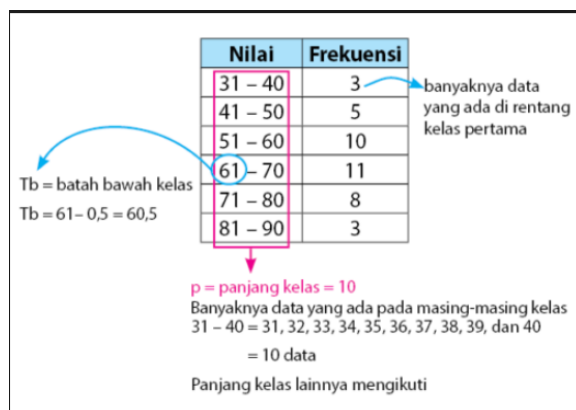 Nilai Frekuensi
31 – 40 3
41 – 50 5
51 – 60 10
61 – 70 11
71 – 80 8
81 – 90 3
banyaknya data
yang ada di rentang
kelas pertama
Tb = batah bawah kelas
Tb = 61– 0,5 = 60,5
p = panjang kelas = 10
Banyaknya data yang ada pada masing-masing kelas
31 – 40 = 31, 32, 33, 34, 35, 36, 37, 38, 39, dan 40
= 10 data
Panjang kelas lainnya mengikuti